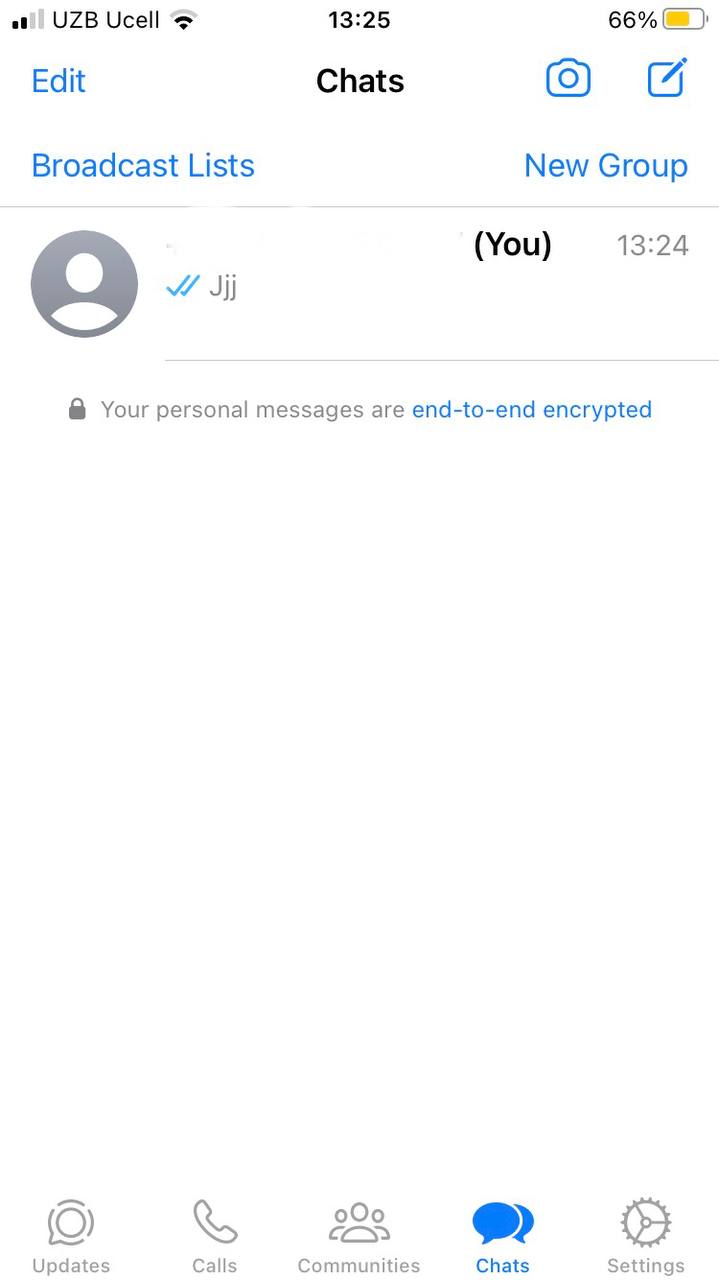 UZB Ucell 13:25 66%
Edit Chats
Broadcast Lists New Group
(You) 13:24
Jjj
Your personal messages are end-to-end encrypted
Updates Calls Communities Chats Settings